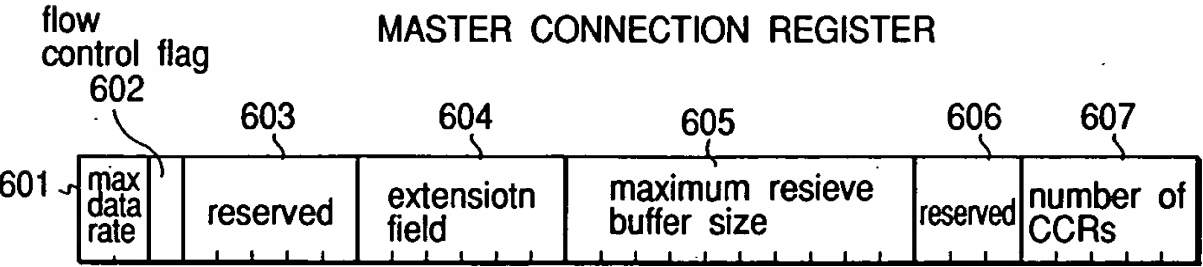 flow
control flag
MASTER CONNECTION REGISTER
602
603
604
605
606
607
601
max
data
rate
reserved
extensiotn
field
maximum resieve
buffer size
reserved
number of
CCRs